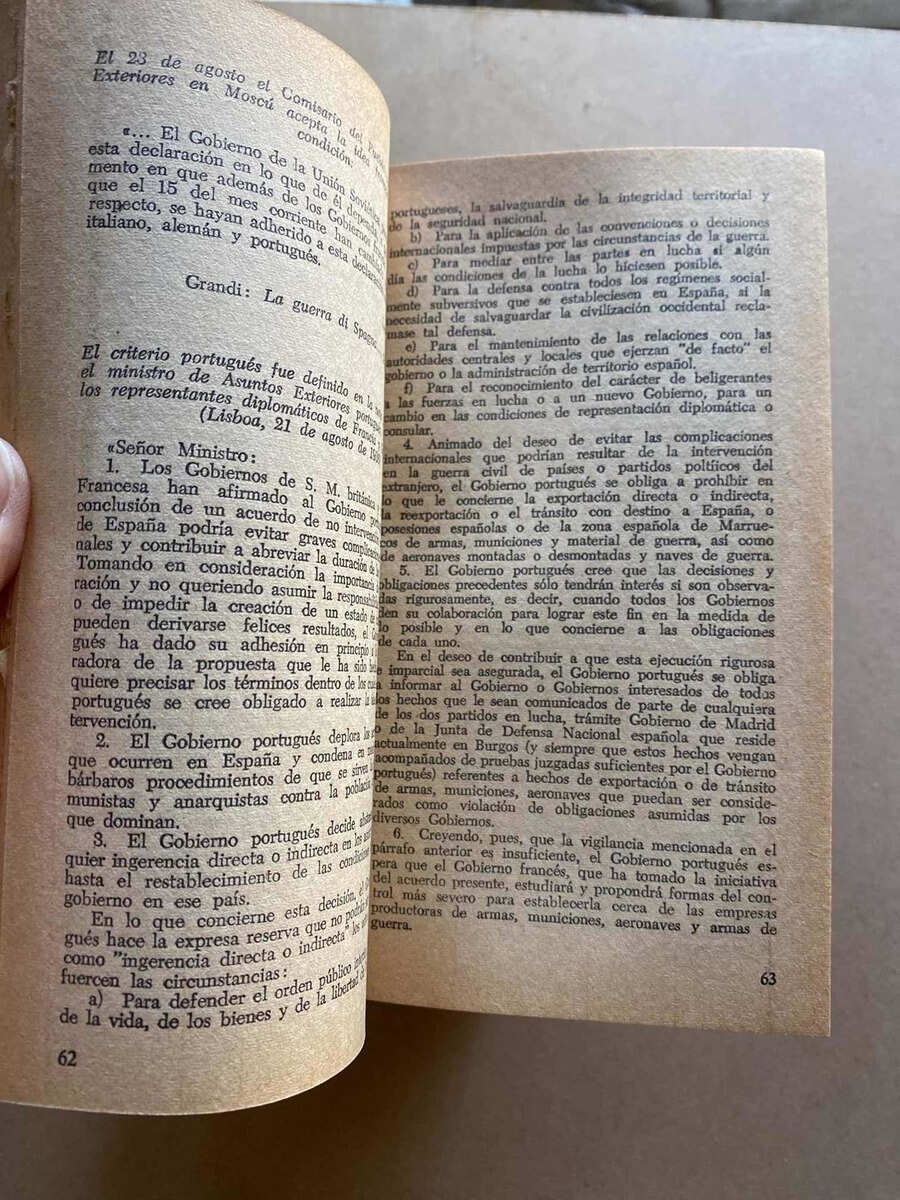 El 23 de agosto el Comisario del
Exteriores en Moscú acepta la idea
condición:
«... El Gobierno de la Unión Soviética
esta declaración en lo que de él dependa
mento en que además de los Gobiernos
que el 15 del mes corriente han
respecto, se hayan adherido a esta
italiano, alemán y portugués.
Grandi: La guerra di Spagna
El criterio portugués fue definido en la
el ministro de Asuntos Exteriores
los representantes diplomáticos de Francia
(Lisboa, 21 de agosto de
«Señor Ministro:
1. Los Gobiernos de S. M. británica
Francesa han afirmado al Gobierno
conclusión de un acuerdo de no
de España podría evitar graves
nales y contribuir a abreviar la duración de
Tomando en consideración la importancia
ración y no queriendo asumir la
o de impedir la creación de un estado de
pueden derivarse felices resultados, el
gués ha dado su adhesión en principio a
radora de la propuesta que le ha sido
quiere precisar los términos dentro de los
portugués se cree obligado a realizar la
tervención.
2. El Gobierno portugués deplora los
que ocurren en España y condena en
bárbaros procedimientos de que se sirven
munistas y anarquistas contra la población
que dominan.
3. El Gobierno portugués decide
quier ingerencia directa o indirecta en los
hasta el restablecimiento de las
gobierno en ese país.
En lo que concierne esta decisión, el
gués hace la expresa reserva que no
como "ingerencia directa o indirecta" los
fuercen las circunstancias:
a) Para defender el orden público
de la vida, de los bienes y de la libertad de
62
portugueses, la salvaguardia de la integridad territorial y
de la seguridad nacional.
b) Para la aplicación de las convenciones o decisiones
internacionales impuestas por las circunstancias de la guerra.
c) Para mediar entre las partes en lucha si algún
día las condiciones de la lucha lo hiciesen posible.
d) Para la defensa contra todos los regímenes social-
mente subversivos que se estableciesen en España, si la
necesidad de salvaguardar la civilización occidental recla-
mase tal defensa.
e) Para el mantenimiento de las relaciones con las
autoridades centrales y locales que ejerzan "de facto" el
gobierno o la administración de territorio español.
f) Para el reconocimiento del carácter de beligerantes
a las fuerzas en lucha o a un nuevo Gobierno, para un
cambio en las condiciones de representación diplomática o
consular.
4. Animado del deseo de evitar las complicaciones
internacionales que podrían resultar de la intervención
en la guerra civil de países o partidos políticos del
extranjero, el Gobierno portugués se obliga a prohibir en
lo que le concierne la exportación directa o indirecta,
la reexportación o el tránsito con destino a España, o
posesiones españolas o de la zona española de Marrue-
cos de armas, municiones y material de guerra, así como
de aeronaves montadas o desmontadas y naves de guerra.
5. El Gobierno portugués cree que las decisiones y
obligaciones precedentes sólo tendrán interés si son observa-
das rigurosamente, es decir, cuando todos los Gobiernos
den su colaboración para lograr este fin en la medida de
lo posible y en lo que concierne a las obligaciones
de cada uno.
En el deseo de contribuir a que esta ejecución rigurosa
e imparcial sea asegurada, el Gobierno portugués se obliga
a informar al Gobierno o Gobiernos interesados de todos
los hechos que le sean comunicados de parte de cualquiera
de los dos partidos en lucha, trámite Gobierno de Madrid
o de la Junta de Defensa Nacional española que reside
actualmente en Burgos (y siempre que estos hechos vengan
acompañados de pruebas juzgadas suficientes por el Gobierno
portugués) referentes a hechos de exportación o de tránsito
de armas, municiones, aeronaves que puedan ser conside-
rados como violación de obligaciones asumidas por los
diversos Gobiernos.
6. Creyendo, pues, que la vigilancia mencionada en el
párrafo anterior es insuficiente, el Gobierno portugués es-
pera que el Gobierno francés, que ha tomado la iniciativa
del acuerdo presente, estudiará y propondrá formas del con-
trol más severo para establecerla cerca de las empresas
productoras de armas, municiones, aeronaves y armas de
guerra.
63